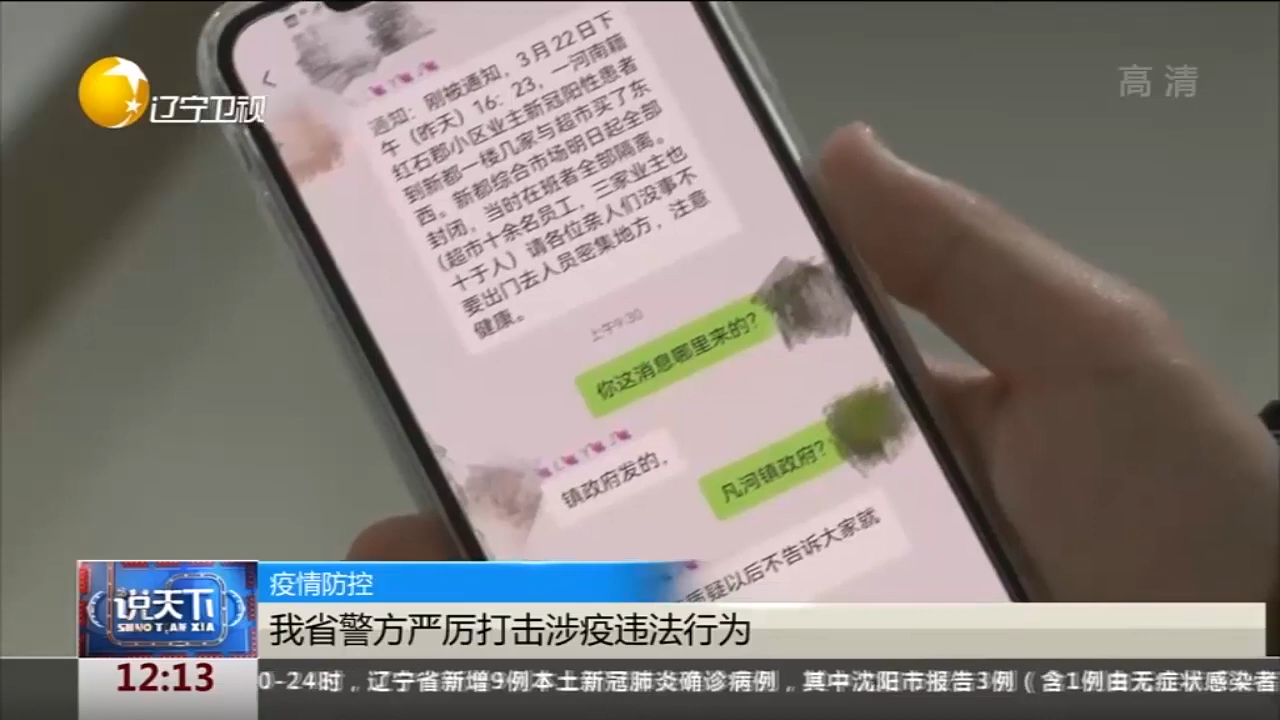 辽宁卫视
高清
通知：刚被通知，3月22日下
午（昨天）16：23，一河南籍
红石郡小区业主新冠阳性患者
到新都一楼几家与超市买了东
西。新都综合市场明日起全部
封闭，当时在班者全部隔离。
（超市十余名员工，三家业主也
十于人）请各位亲人们没事不
要出门去人员密集地方，注意
健康。
上午9:30
你这消息哪里来的？
镇政府发的，
凡河镇政府？
质疑以后不告诉大家就
疫情防控
说天下
SHUO TIAN XIA
我省警方严厉打击涉疫违法行为
12:13
0-24时，辽宁省新增9例本土新冠肺炎确诊病例，其中沈阳市报告3例（含1例由无症状感染者